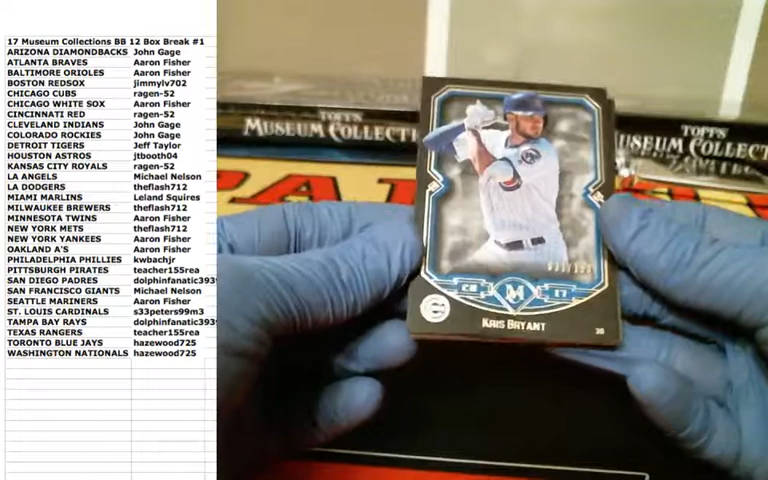 17 Museum Collections BB 12 Box Break #1
ARIZONA DIAMONDBACKS John Gage
ATLANTA BRAVES Aaron Fisher
BALTIMORE ORIOLES Aaron Fisher
BOSTON REDSOX jimmylv702
CHICAGO CUBS ragen-52
CHICAGO WHITE SOX Aaron Fisher
CINCINNATI RED ragen-52
CLEVELAND INDIANS John Gage
COLORADO ROCKIES John Gage
DETROIT TIGERS Jeff Taylor
HOUSTON ASTROS jtbooth04
KANSAS CITY ROYALS ragen-52
LA ANGELS Michael Nelson
LA DODGERS theflash712
MIAMI MARLINS Leland Squires
MILWAUKEE BREWERS theflash712
MINNESOTA TWINS Aaron Fisher
NEW YORK METS theflash712
NEW YORK YANKEES Aaron Fisher
OAKLAND A'S Aaron Fisher
PHILADELPHIA PHILLIES kwbachjr
PITTSBURGH PIRATES teacher155rea
SAN DIEGO PADRES dolphinfanatic393
SAN FRANCISCO GIANTS Michael Nelson
SEATTLE MARINERS Aaron Fisher
ST. LOUIS CARDINALS s33peters99m3
TAMPA BAY RAYS dolphinfanatic393
TEXAS RANGERS teacher155rea
TORONTO BLUE JAYS hazewood725
WASHINGTON NATIONALS hazewood725
TOPPS
MUSEUM COLLECTI
TOPPS
USEUM COLLECT
20 M 17
KRIS BRYANT